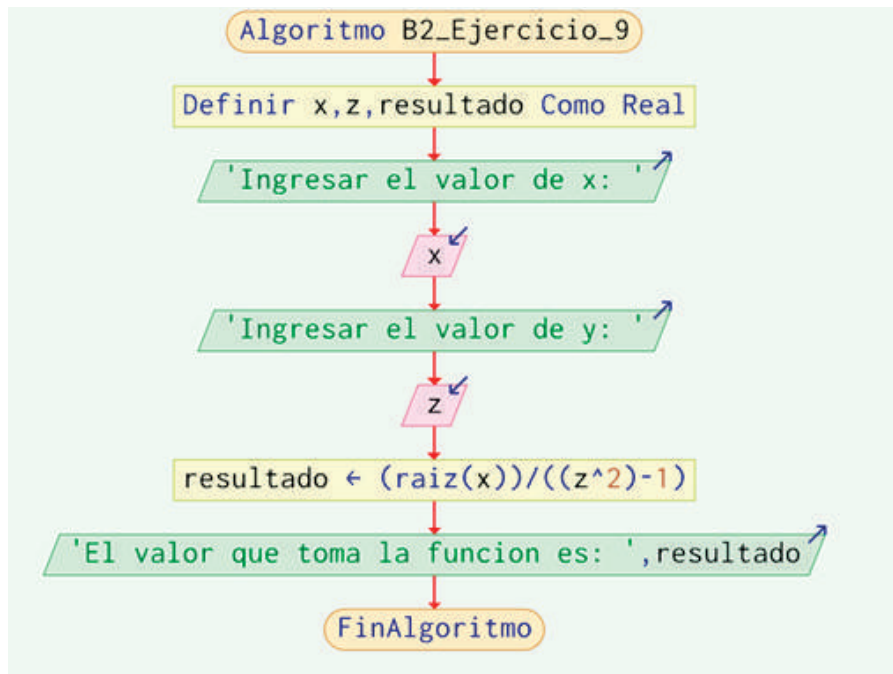 Algoritmo B2_Ejercicio_9
Definir x,z,resultado Como Real
'Ingresar el valor de x: '
x
'Ingresar el valor de y: '
z
resultado ← (raiz(x))/((z^2)-1)
'El valor que toma la funcion es: ',resultado
FinAlgoritmo